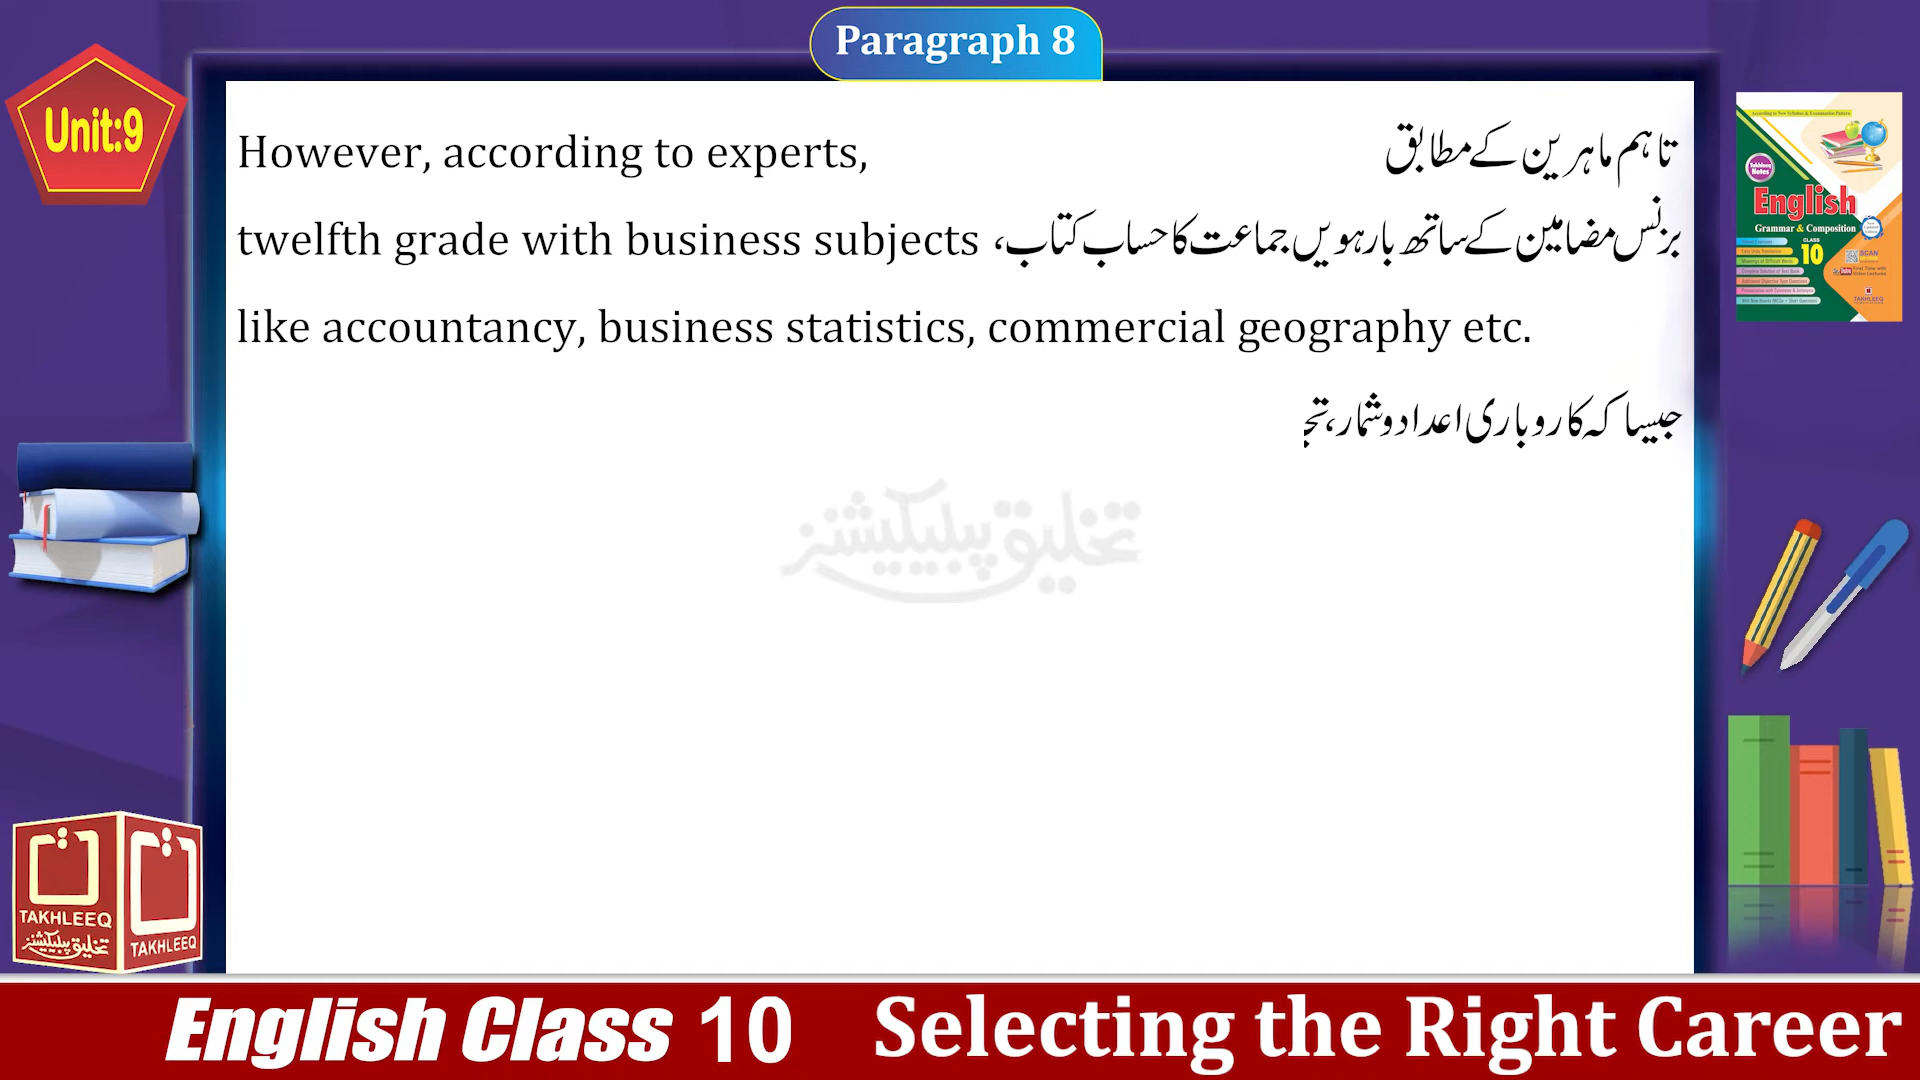 Paragraph 8
Unit:9
However, according to experts,
تاہم ماہرین کے مطابق
twelfth grade with business subjects
بزنس مضامین کے ساتھ بارہویں جماعت کا حساب کتاب،
like accountancy, business statistics, commercial geography etc.
جیسا کہ کاروباری اعداد و شمار،
تخلیق پبلیکیشنز
English
Grammar & Composition
CLASS
10
TAKHLEEQ
تخلیق پبلیکیشنز
TAKHLEEQ
English Class 10
Selecting the Right Career